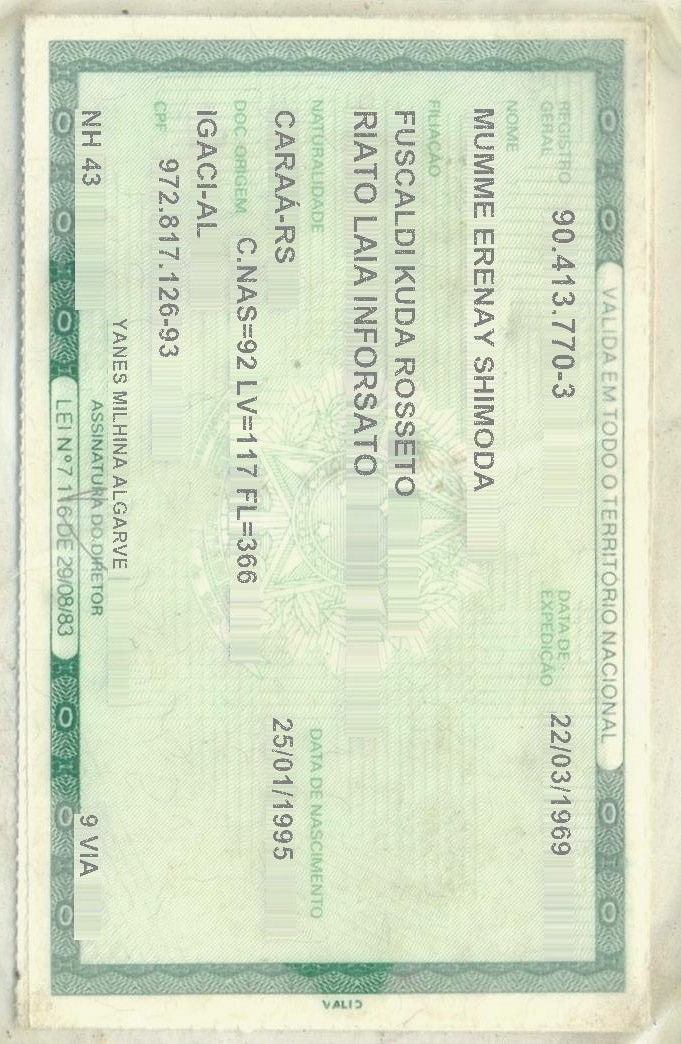 VALIDA EM TODO O TERRITÓRIO NACIONAL
REGISTRO GERAL 90.413.770-3 DATA DE EXPEDIÇÃO 22/03/1969
NOME
MUMME ERENAY SHIMODA
FILIAÇÃO
FUSCALDI KUDA ROSSETO
RIATO LAIA INFORSATO
NATURALIDADE DATA DE NASCIMENTO
CARAÁ-RS 25/01/1995
DOC. ORIGEM C.NAS=92 LV=117 FL=366
IGACI-AL
CPF 972.817.126-93
YANES MILHINA ALGARVE
NH 43 ASSINATURA DO DIRETOR 9 VIA
LEI Nº 7.116 DE 29/08/83
VALID